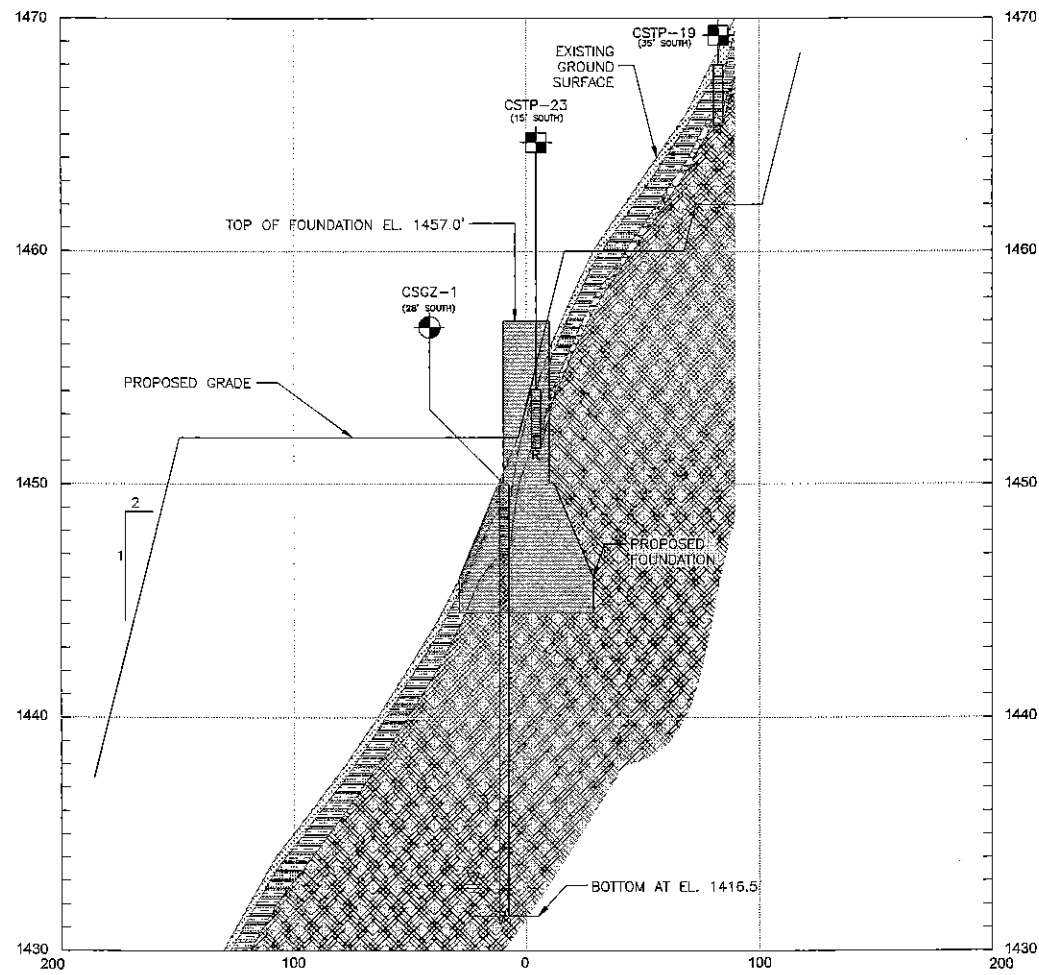 1470
1470
CSTP-19
(35' SOUTH)
EXISTING
GROUND
SURFACE
CSTP-23
(15' SOUTH)
TOP OF FOUNDATION EL. 1457.0'
1460
1460
CSGZ-1
(28' SOUTH)
PROPOSED GRADE
R
1450
1450
2
1
PROPOSED
FOUNDATION
1440
1440
BOTTOM AT EL. 1416.5
1430
1430
200
100
0
100
200